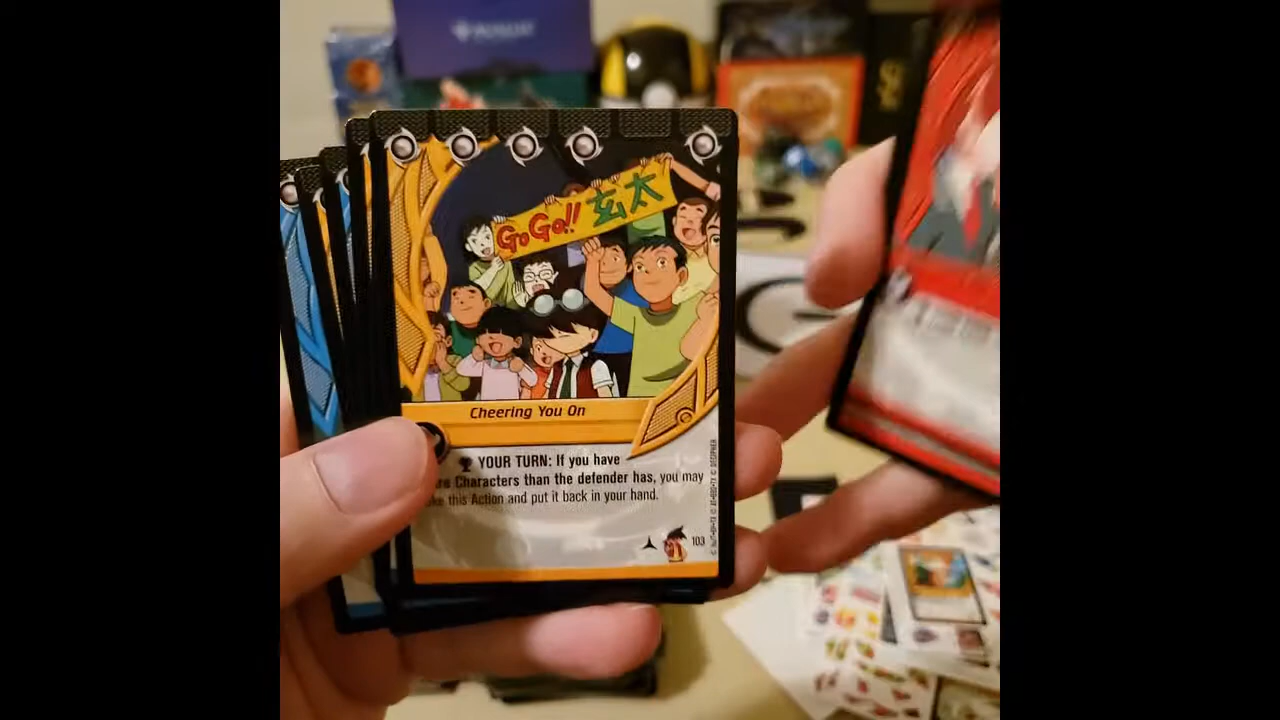 GoGo!! 玄太
Cheering You On
YOUR TURN: If you have
Characters than the defender has, you may
this Action and put it back in your hand.
103